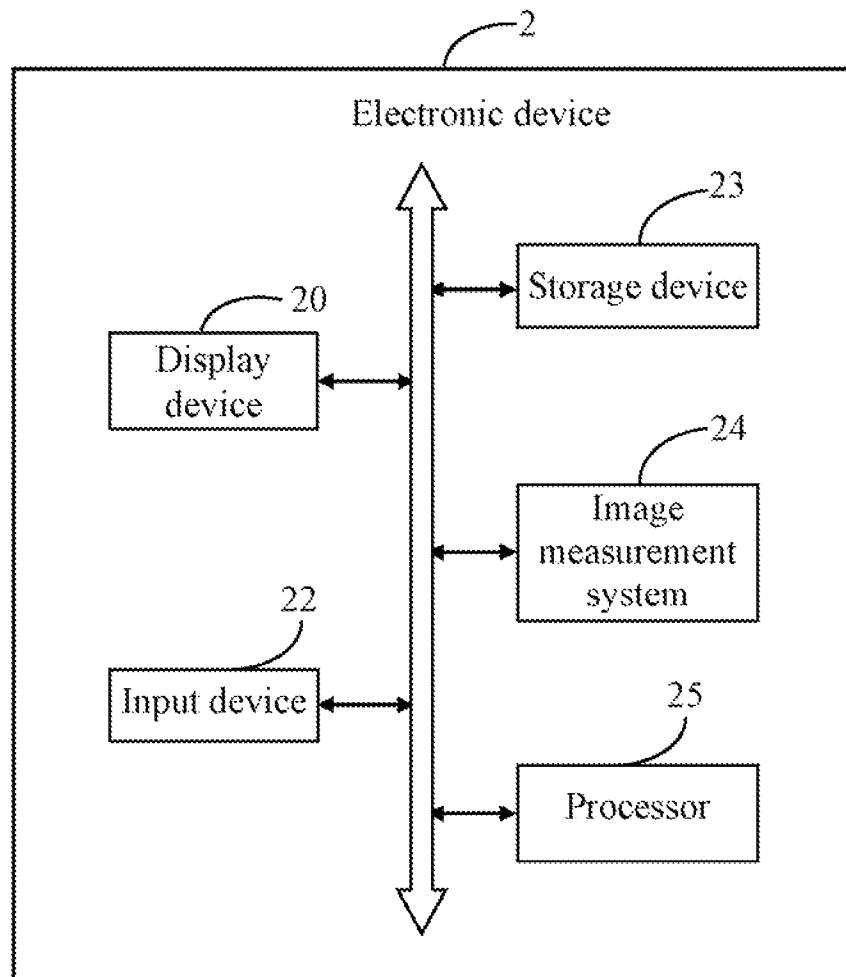 2
Electronic device
23
Storage device
20
Display
device
24
Image
measurement
system
22
Input device
25
Processor